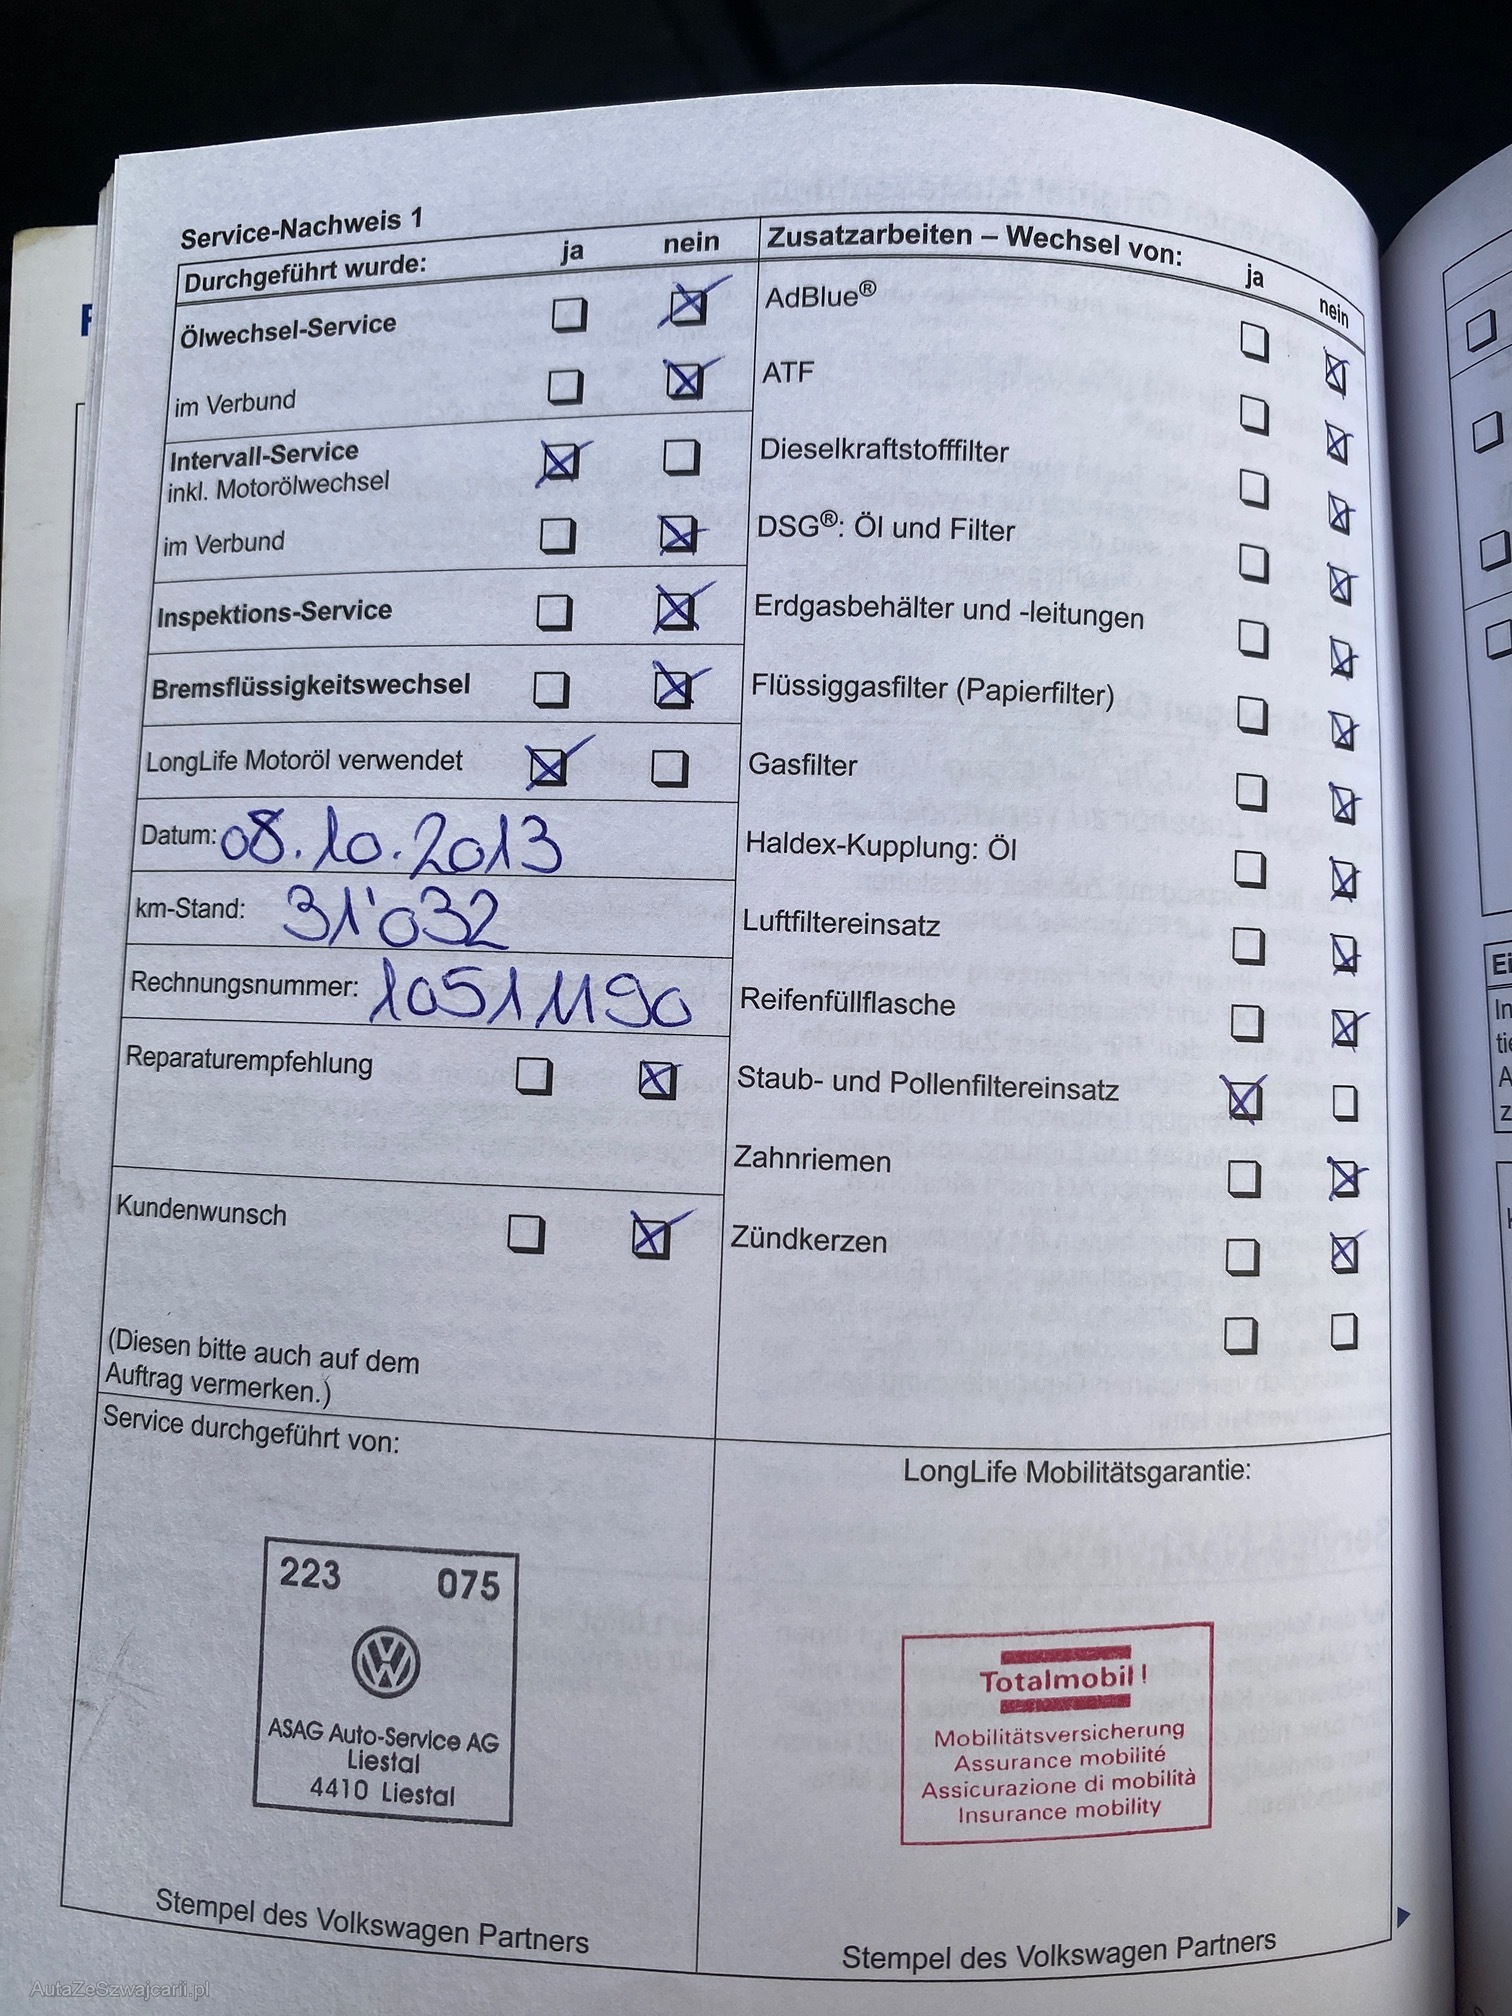 Service-Nachweis 1
Durchgeführt wurde: ja nein
Ölwechsel-Service
im Verbund
Intervall-Service
inkl. Motorölwechsel
im Verbund
Inspektions-Service
Bremsflüssigkeitswechsel
LongLife Motoröl verwendet
Datum: 08.10.2013
km-Stand: 31'032
Rechnungsnummer: 10511190
Reparaturempfehlung
Kundenwunsch
(Diesen bitte auch auf dem
Auftrag vermerken.)
Service durchgeführt von:
223 075
ASAG Auto-Service AG
Liestal
4410 Liestal
Stempel des Volkswagen Partners
Zusatzarbeiten – Wechsel von: ja nein
AdBlue®
ATF
Dieselkraftstofffilter
DSG®: Öl und Filter
Erdgasbehälter und -leitungen
Flüssiggasfilter (Papierfilter)
Gasfilter
Haldex-Kupplung: Öl
Luftfiltereinsatz
Reifenfüllflasche
Staub- und Pollenfiltereinsatz
Zahnriemen
Zündkerzen
LongLife Mobilitätsgarantie:
Totalmobil!
Mobilitätsversicherung
Assurance mobilité
Assicurazione di mobilità
Insurance mobility
Stempel des Volkswagen Partners
AutaZeSzwajcarii.pl